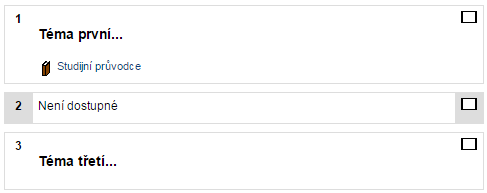 1
Téma první...
Studijní průvodce
2 Není dostupné
3
Téma třetí...